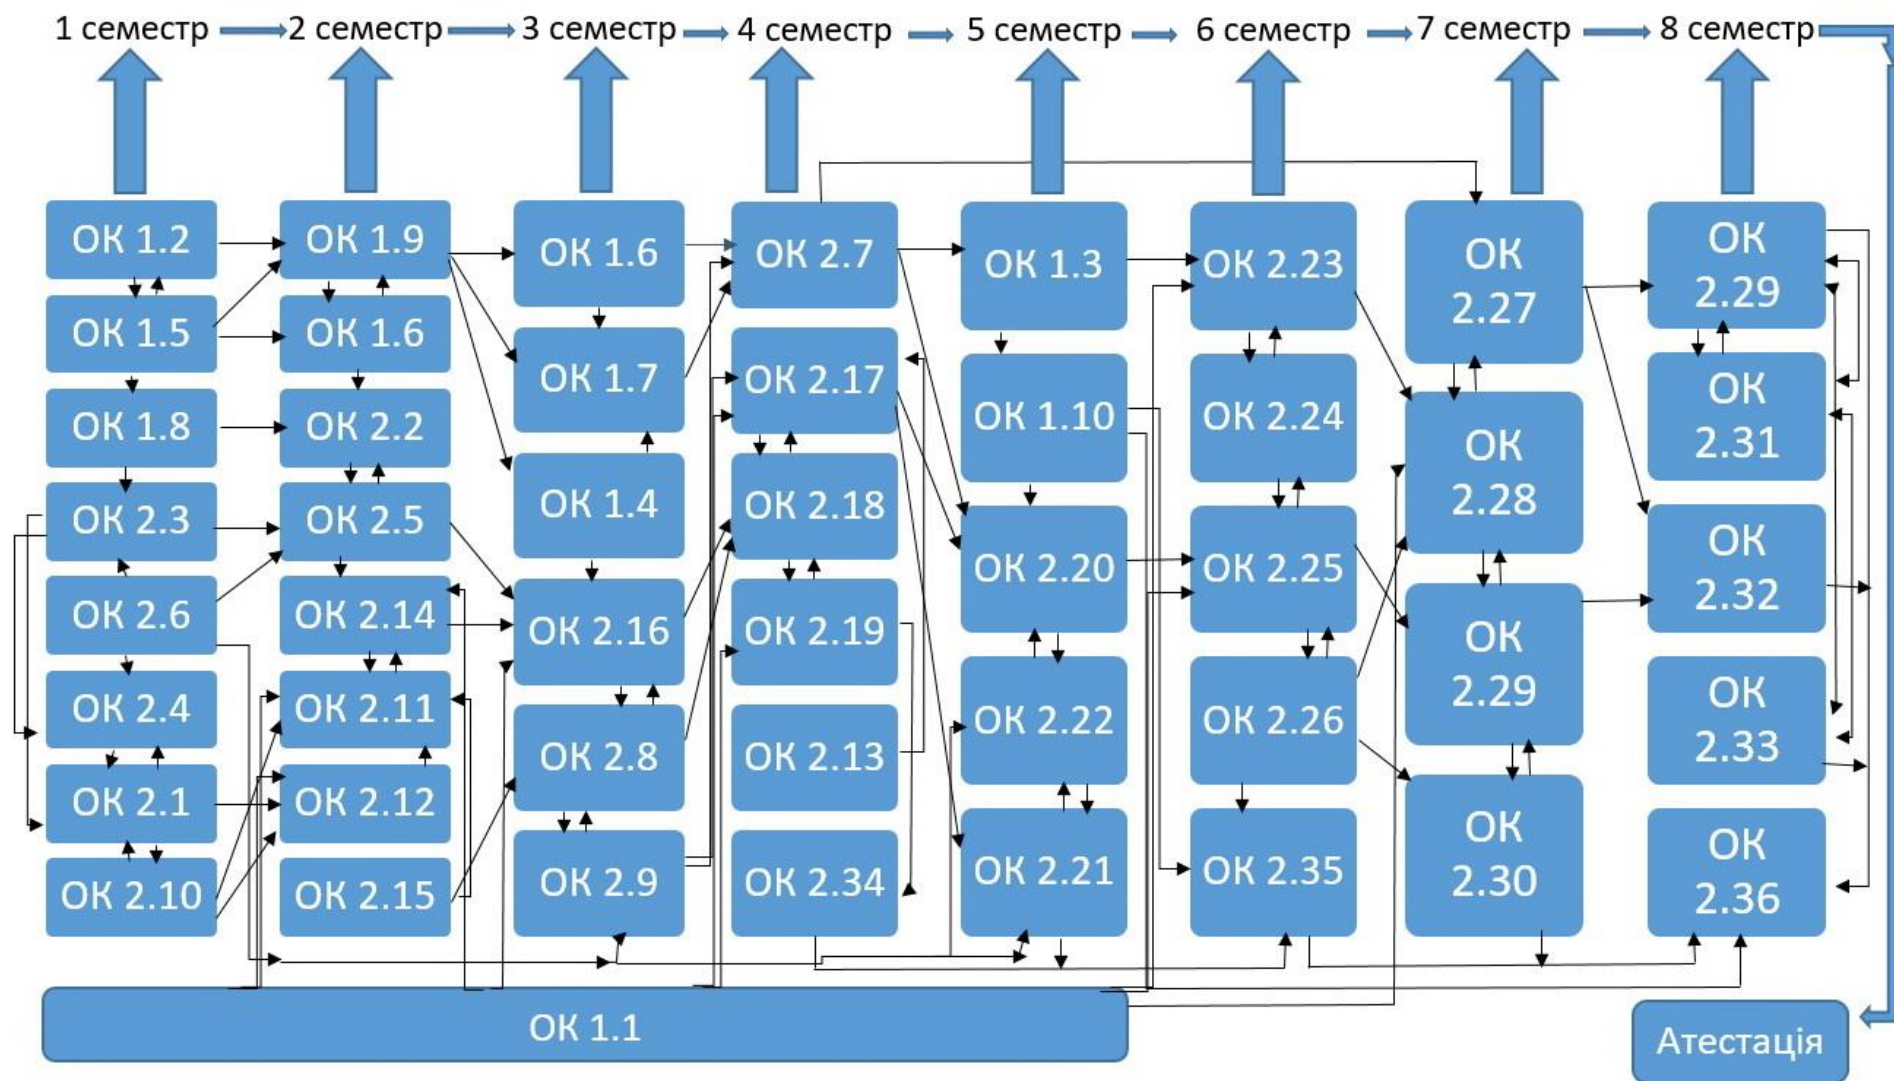 1 семестр
2 семестр
3 семестр
4 семестр
5 семестр
6 семестр
7 семестр
8 семестр
ОК 1.2
ОК 1.5
ОК 1.8
ОК 2.3
ОК 2.6
ОК 2.4
ОК 2.1
ОК 2.10
ОК 1.9
ОК 1.6
ОК 2.2
ОК 2.5
ОК 2.14
ОК 2.11
ОК 2.12
ОК 2.15
ОК 1.6
ОК 1.7
ОК 1.4
ОК 2.16
ОК 2.8
ОК 2.9
ОК 2.7
ОК 2.17
ОК 2.18
ОК 2.19
ОК 2.13
ОК 2.34
ОК 1.3
ОК 1.10
ОК 2.20
ОК 2.22
ОК 2.21
ОК 2.23
ОК 2.24
ОК 2.25
ОК 2.26
ОК 2.35
ОК
2.27
ОК
2.28
ОК
2.29
ОК
2.30
ОК
2.29
ОК
2.31
ОК
2.32
ОК
2.33
ОК
2.36
ОК 1.1
Атестація